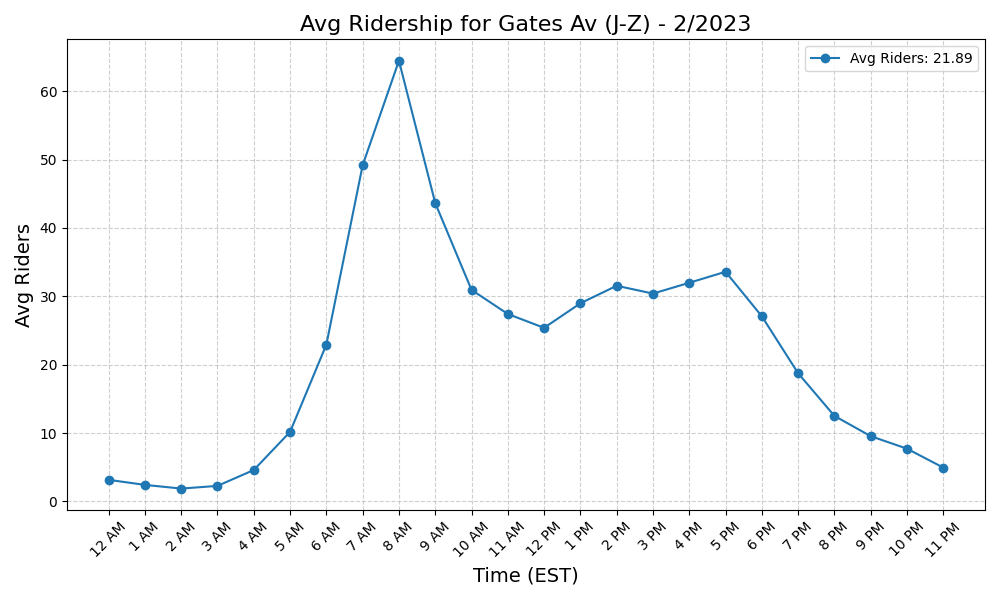 Avg Ridership for Gates Av (J-Z) - 2/2023
Avg Riders: 21.89
Avg Riders
60
50
40
30
20
10
0
12 AM
1 AM
2 AM
3 AM
4 AM
5 AM
6 AM
7 AM
8 AM
9 AM
10 AM
11 AM
12 PM
1 PM
2 PM
3 PM
4 PM
5 PM
6 PM
7 PM
8 PM
9 PM
10 PM
11 PM
Time (EST)